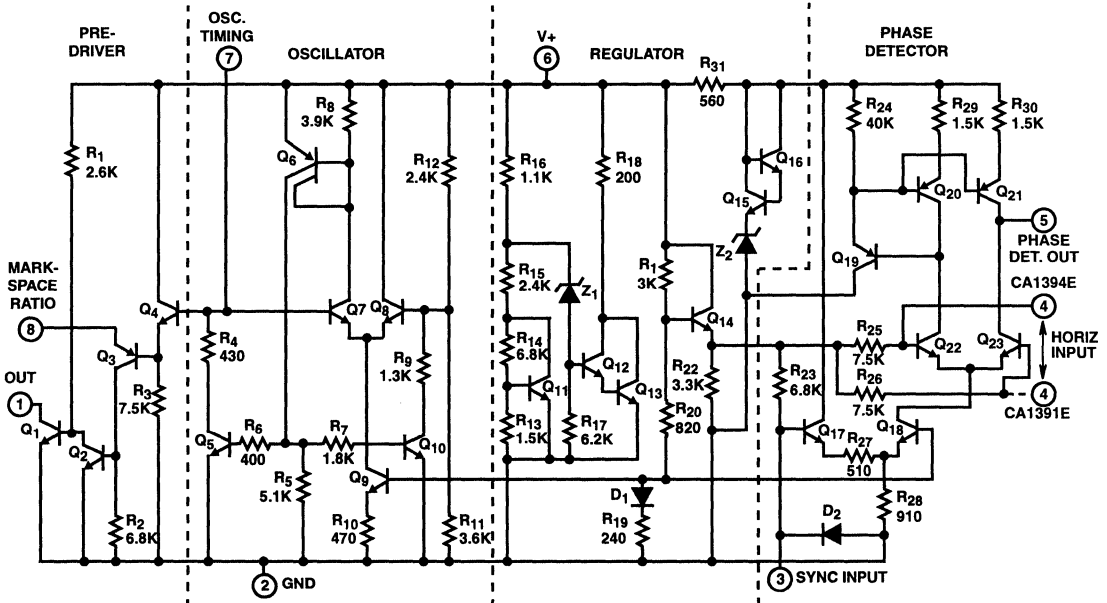 PRE-
DRIVER
OSC.
TIMING
7
OSCILLATOR
V+
6
REGULATOR
PHASE
DETECTOR
R1
2.6K
R8
3.9K
Q6
R12
2.4K
R16
1.1K
R18
200
R31
560
Q16
Q15
Z2
R24
40K
R29
1.5K
R30
1.5K
Q20
Q21
5
PHASE
DET. OUT
Q19
CA1394E
4
HORIZ
INPUT
4
CA1391E
MARK-
SPACE
RATIO
8
Q4
Q3
R3
7.5K
R4
430
Q7
Q8
R9
1.3K
R15
2.4K
Z1
R14
6.8K
Q11
Q12
Q13
R1
3K
Q14
R22
3.3K
R23
6.8K
R25
7.5K
R26
7.5K
Q22
Q23
OUT
1
Q1
Q2
R2
6.8K
Q5
R6
400
R7
1.8K
R5
5.1K
Q10
Q9
R10
470
R11
3.6K
R13
1.5K
R17
6.2K
R20
820
Q17
R27
510
Q18
D1
R19
240
D2
R28
910
2
GND
3
SYNC INPUT